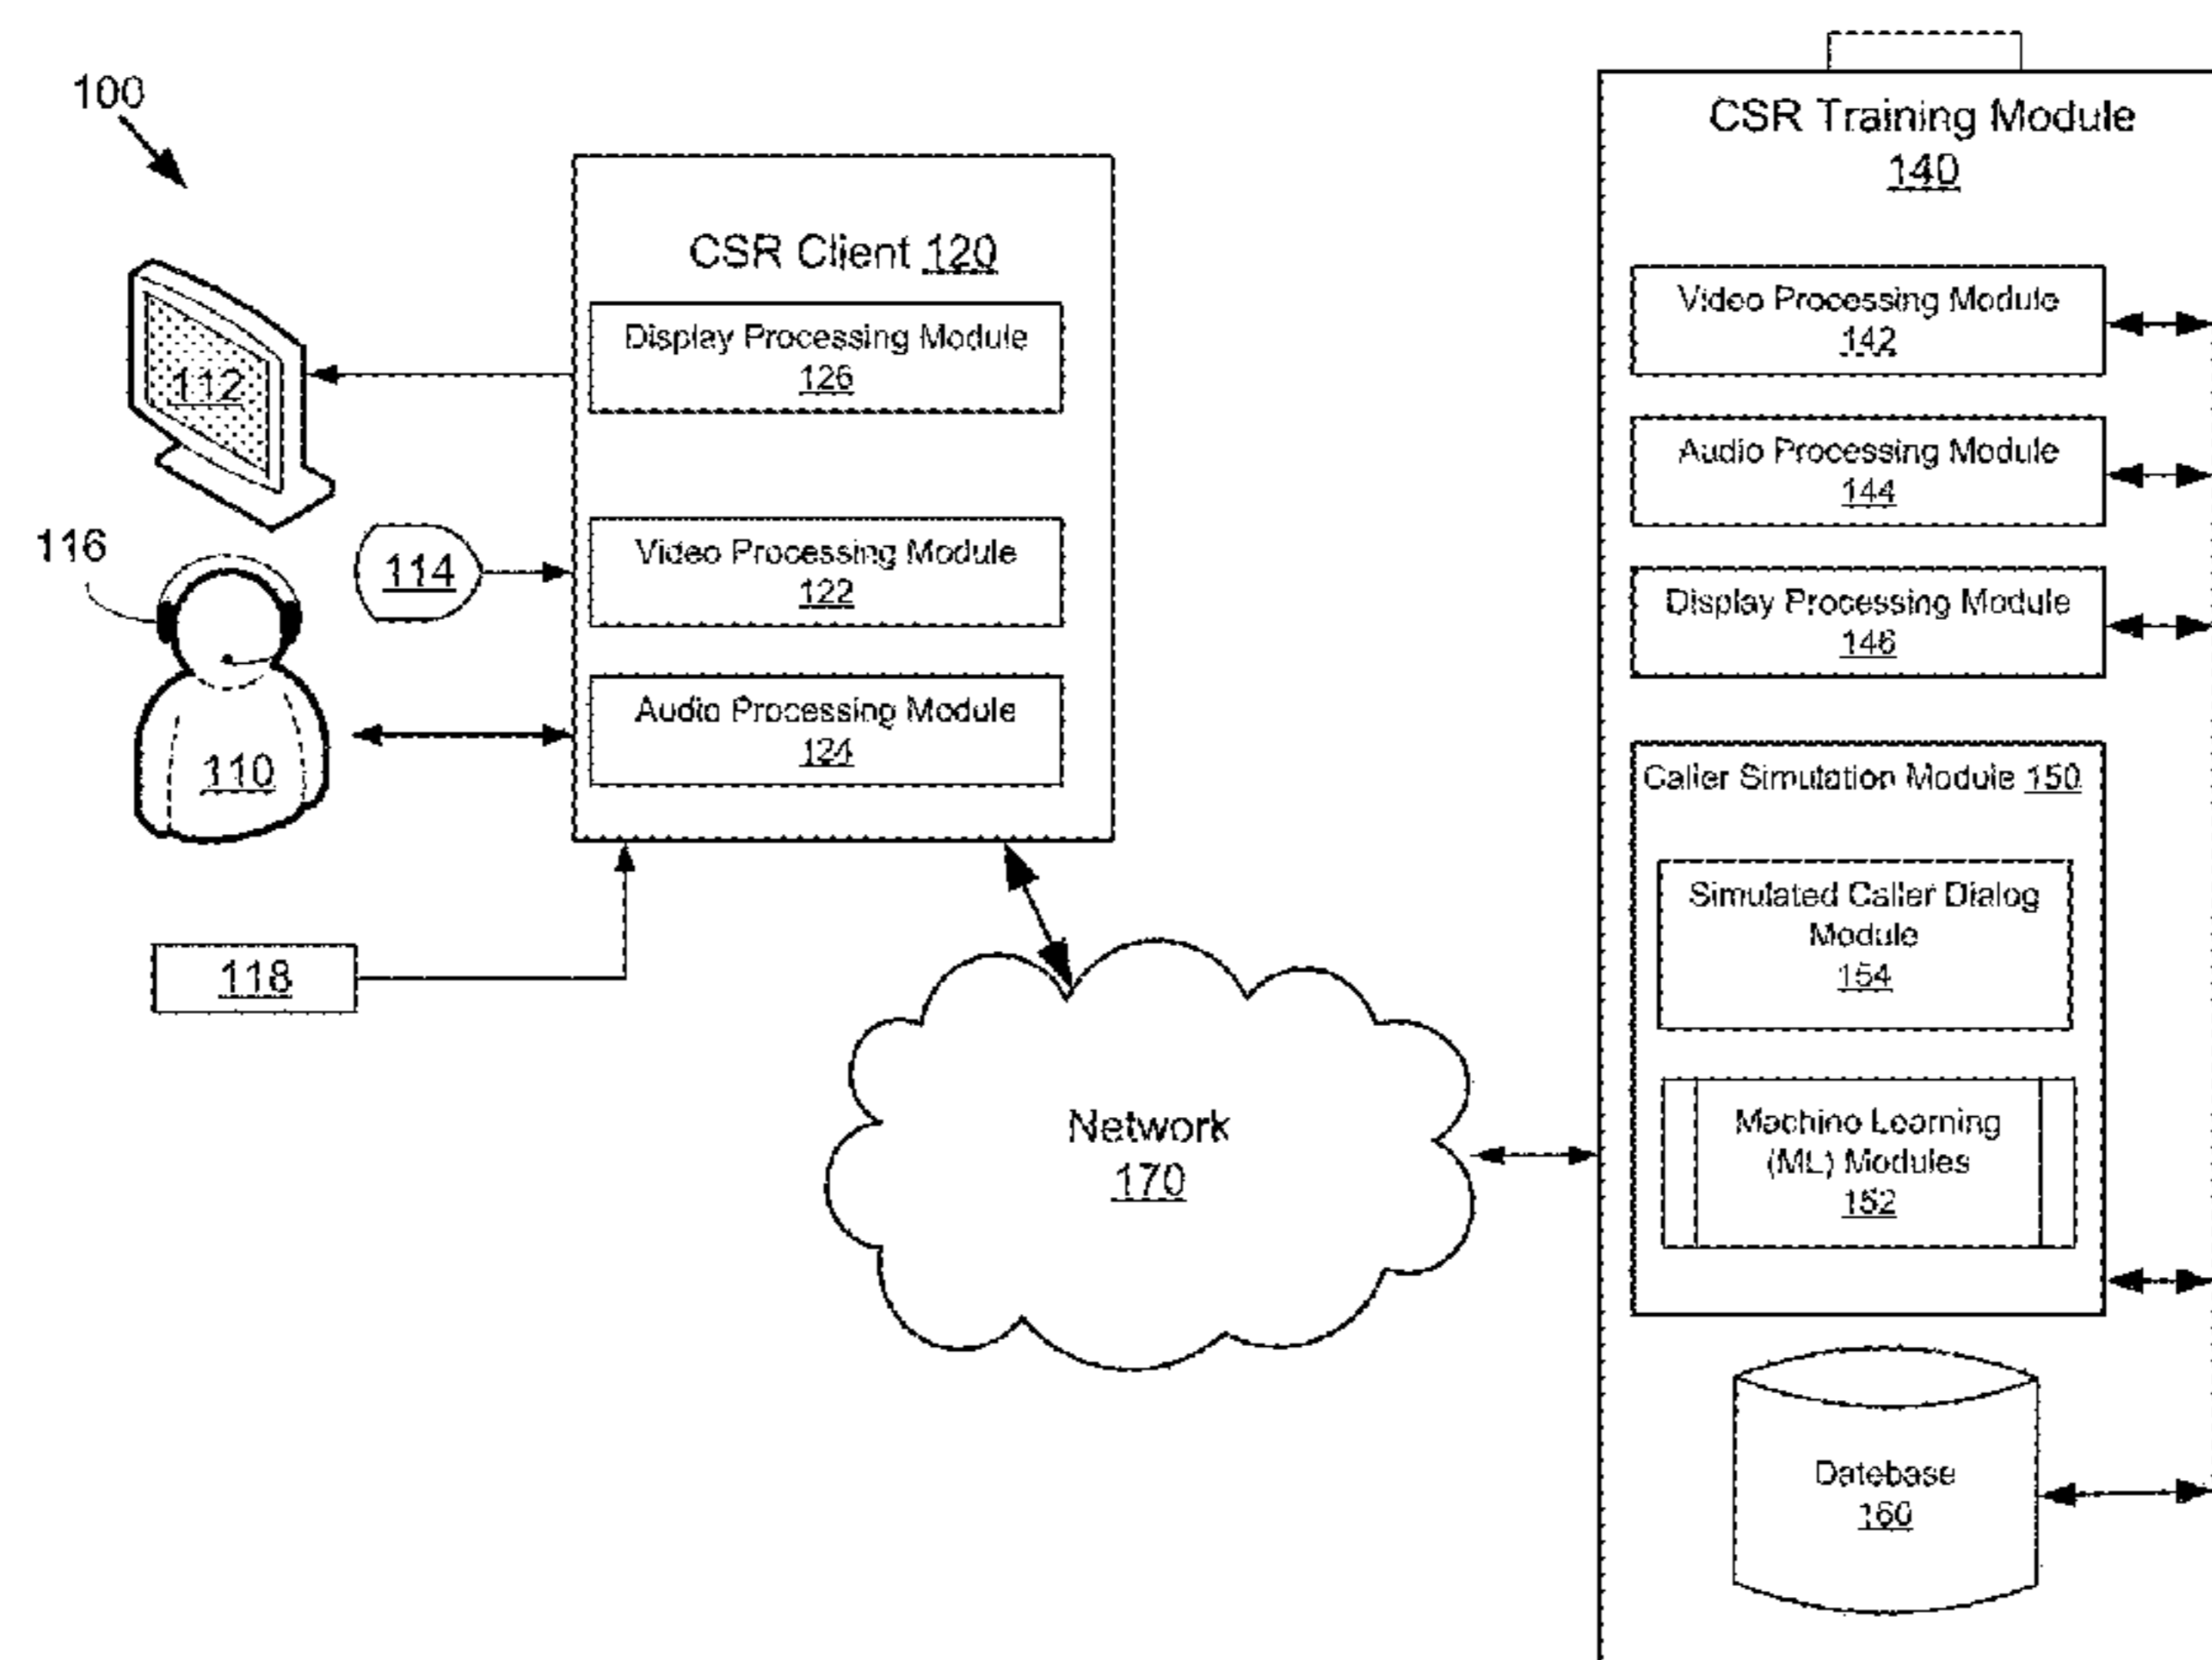 100
CSR Client 120
Display Processing Module
126
112
116
114
Video Processing Module
122
Audio Processing Module
124
110
118
Network
170
CSR Training Module
140
Video Processing Module
142
Audio Processing Module
144
Display Processing Module
146
Caller Simulation Module 150
Simulated Caller Dialog
Module
154
Machine Learning
(ML) Modules
152
Datebase
160